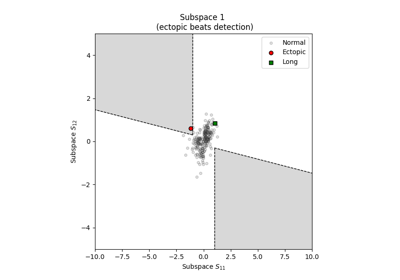 Subspace 1
(ectopic beats detection)
Normal
Ectopic
Long
4
2
0
−2
−4
Subspace S12
−10.0 −7.5 −5.0 −2.5 0.0 2.5 5.0 7.5 10.0
Subspace S11